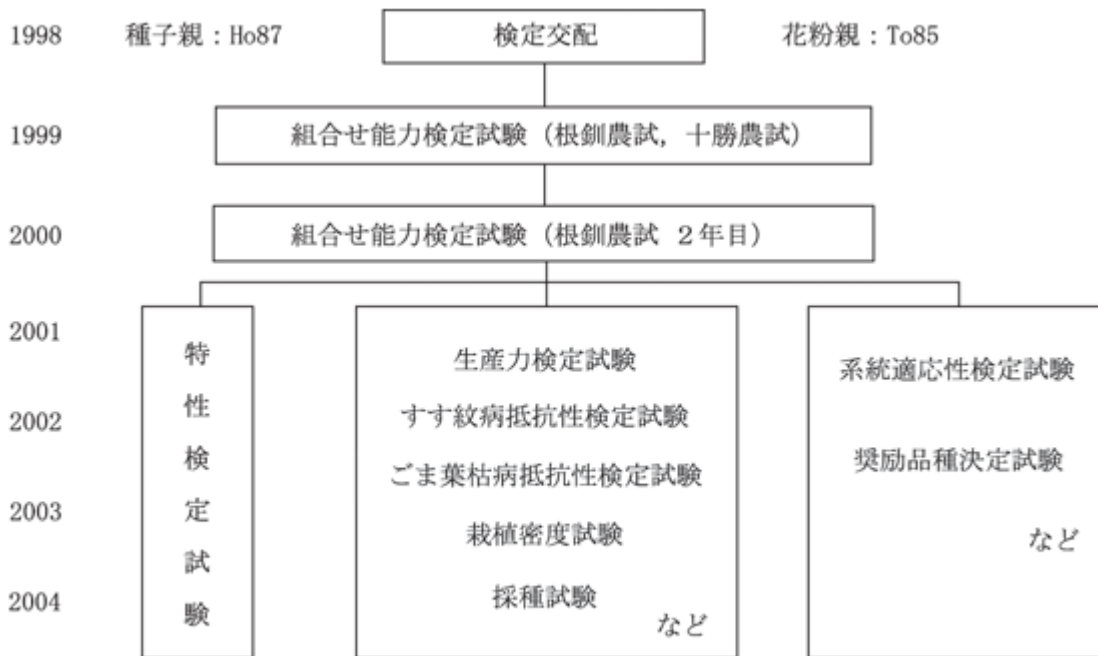 1998 種子親:Ho87 検定交配 花粉親:To85
1999 組合せ能力検定試験(根釧農試,十勝農試)
2000 組合せ能力検定試験(根釧農試 2年目)
2001
2002
2003
2004
特性検定試験
生産力検定試験
すす紋病抵抗性検定試験
ごま葉枯病抵抗性検定試験
栽植密度試験
採種試験
など
系統適応性検定試験
奨励品種決定試験
など